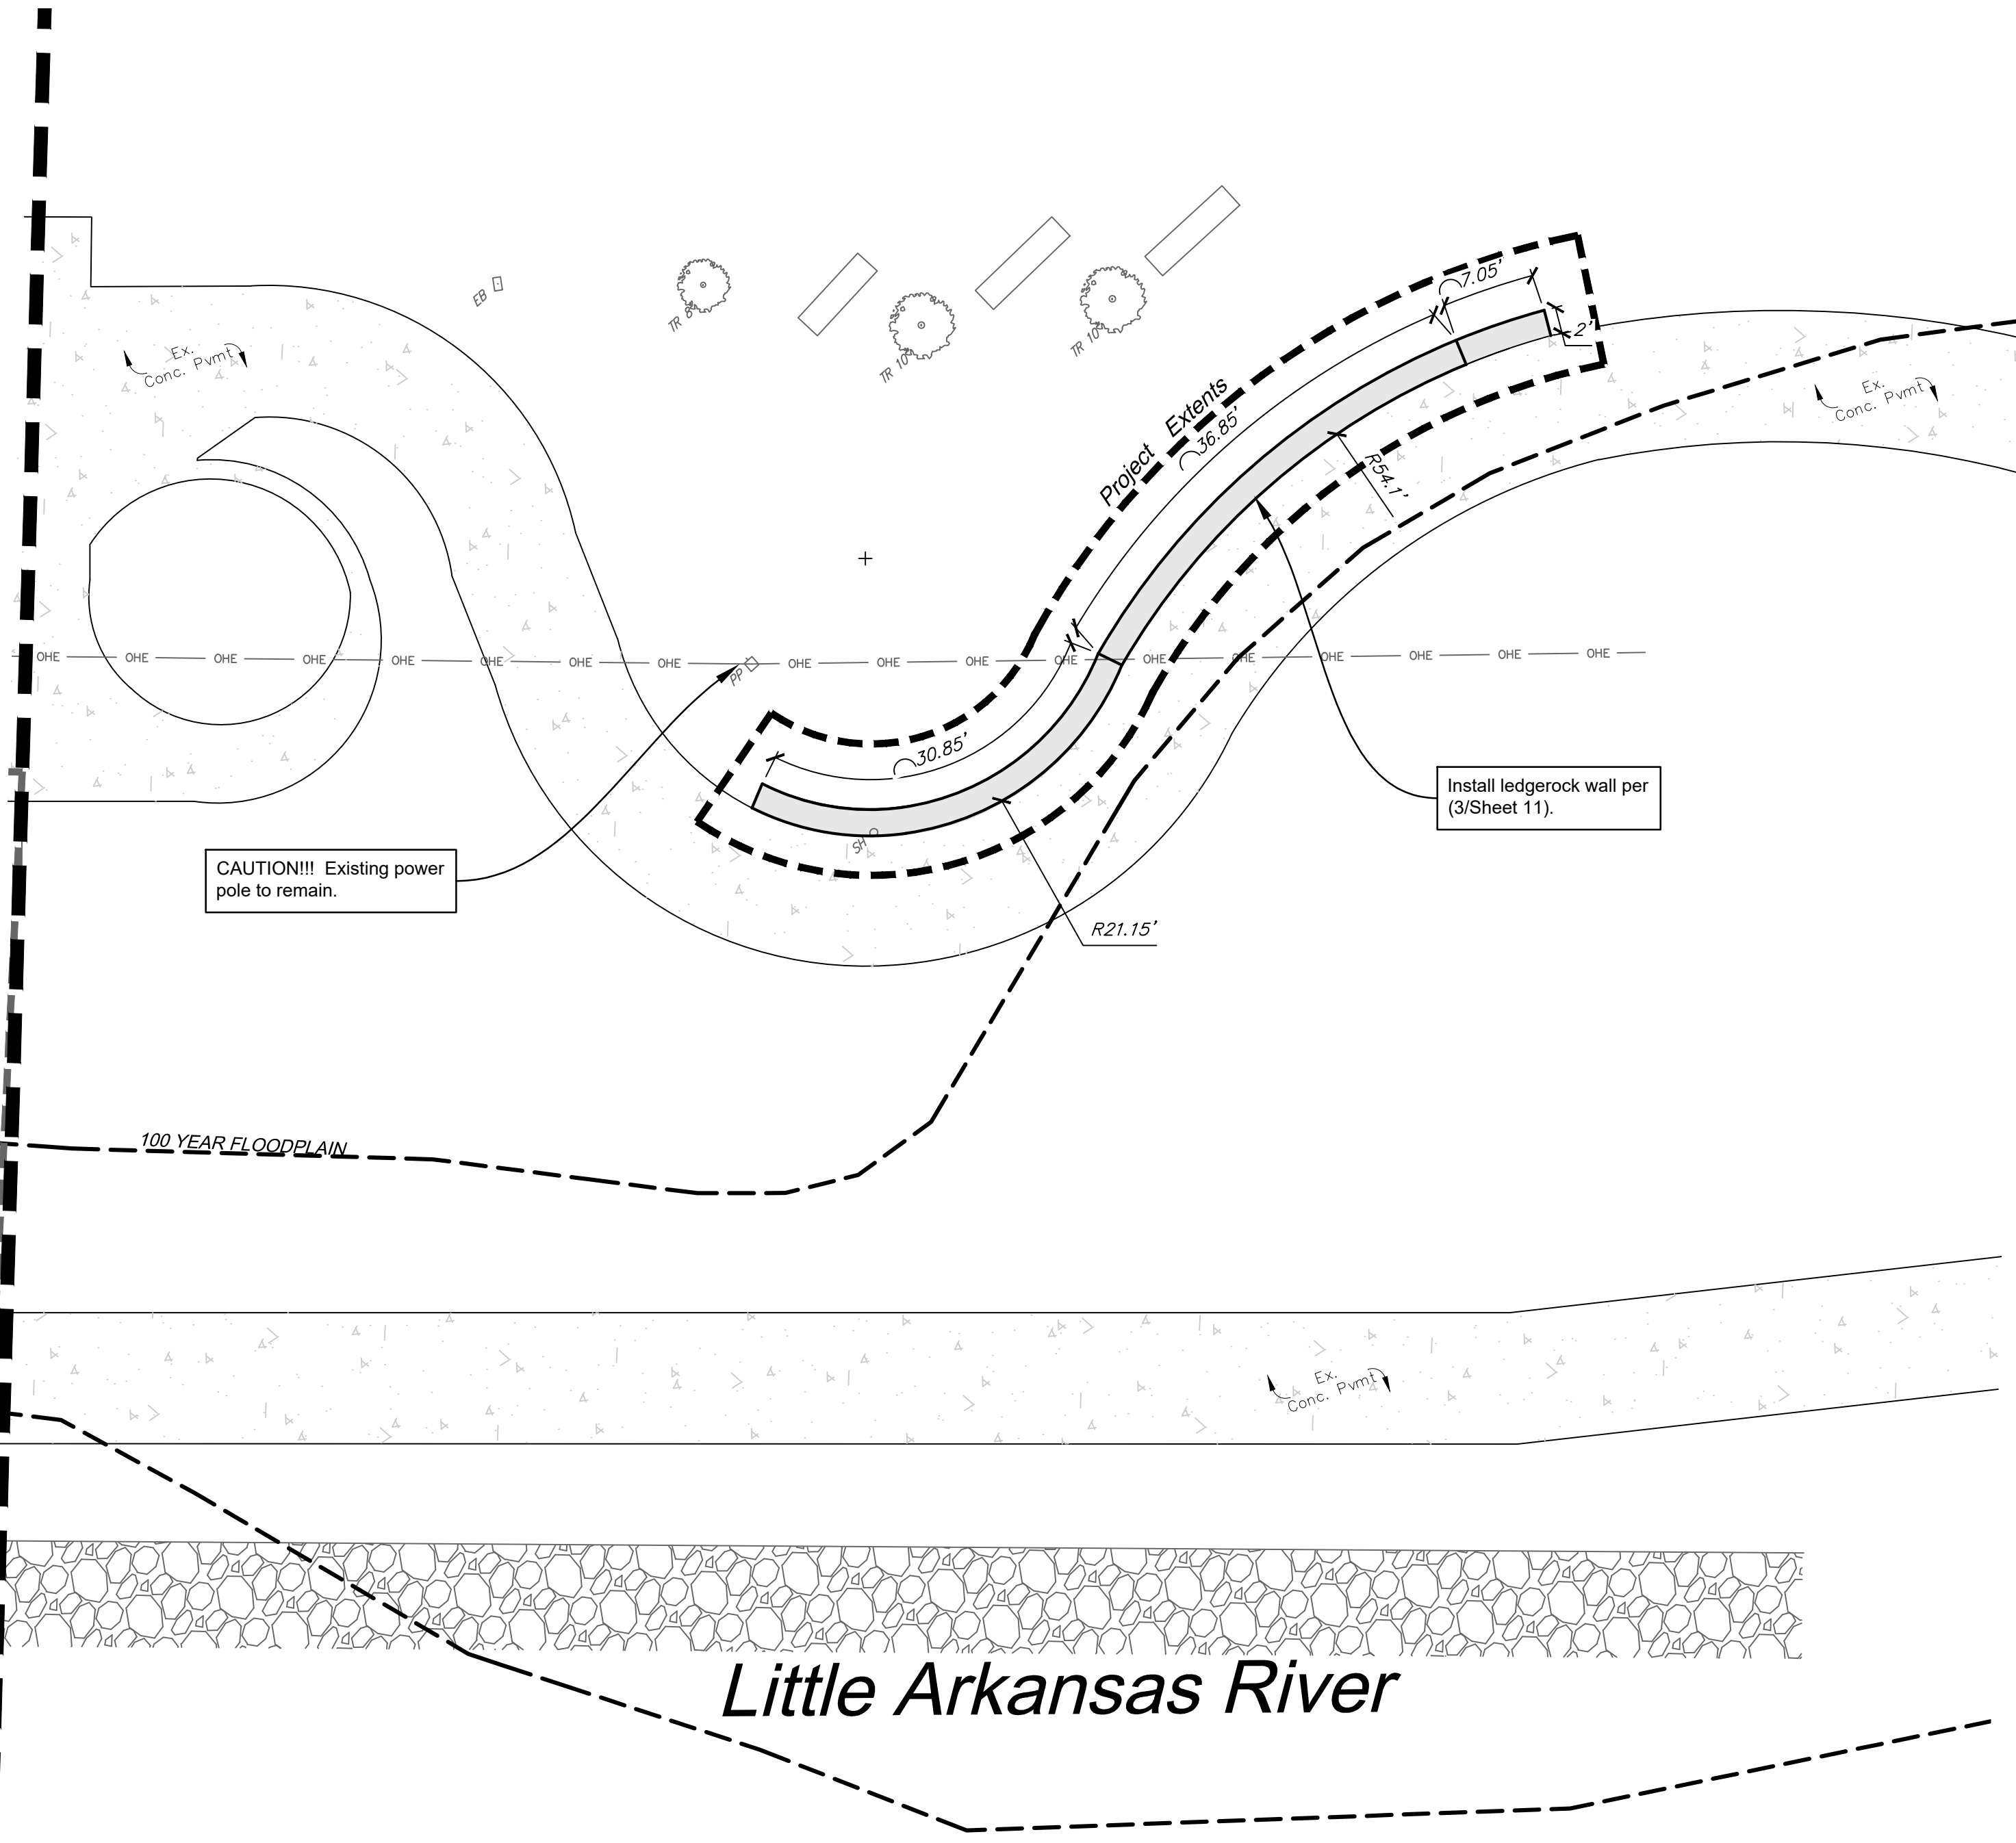 7.05'
2'
EB
TR 8"
TR 10"
TR 10"
Ex.
Conc. Pvmt
Project Extents
36.85'
Ex.
Conc. Pvmt
R54.1'
OHE OHE OHE OHE OHE OHE OHE OHE OHE OHE OHE OHE OHE OHE OHE OHE OHE OHE
PP
30.85'
Install ledgerock wall per
(3/Sheet 11).
SH
CAUTION!!! Existing power
pole to remain.
R21.15'
100 YEAR FLOODPLAIN
Ex.
Conc. Pvmt
Little Arkansas River